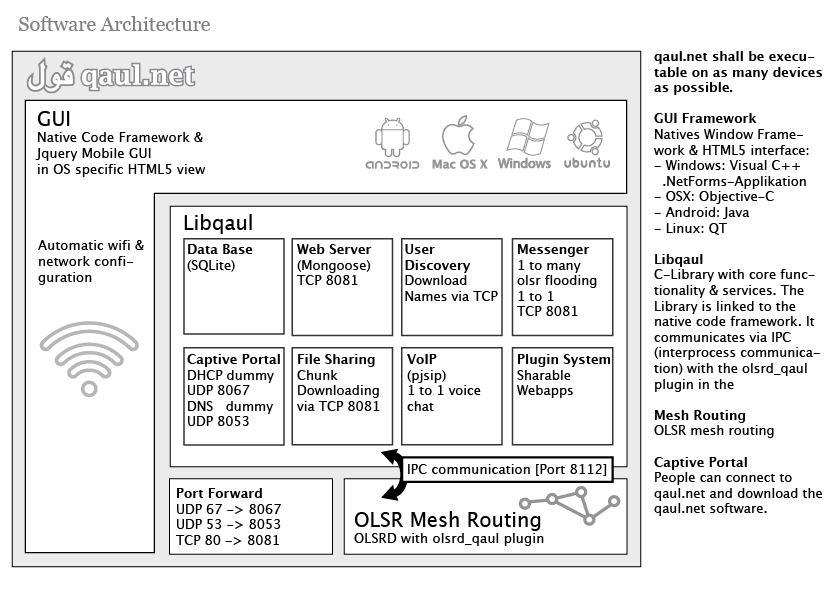 Software Architecture
قول qaul.net
GUI
Native Code Framework &
Jquery Mobile GUI
in OS specific HTML5 view
ANDROID
Mac OS X
Windows
ubuntu
Automatic wifi &
network confi-
guration
Libqaul
Data Base
(SQLite)
Web Server
(Mongoose)
TCP 8081
User
Discovery
Download
Names via TCP
Messenger
1 to many
olsr flooding
1 to 1
TCP 8081
Captive Portal
DHCP dummy
UDP 8067
DNS dummy
UDP 8053
File Sharing
Chunk
Downloading
via TCP 8081
VoIP
(pjsip)
1 to 1 voice
chat
Plugin System
Sharable
Webapps
IPC communication [Port 8112]
Port Forward
UDP 67 -> 8067
UDP 53 -> 8053
TCP 80 -> 8081
OLSR Mesh Routing
OLSRD with olsrd_qaul plugin
qaul.net shall be execu-
table on as many devices
as possible.
GUI Framework
Natives Window Frame-
work & HTML5 interface:
- Windows: Visual C++
.NetForms-Applikation
- OSX: Objective-C
- Android: Java
- Linux: QT
Libqaul
C-Library with core func-
tionality & services. The
Library is linked to the
native code framework. It
communicates via IPC
(interprocess communica-
tion) with the olsrd_qaul
plugin in the
Mesh Routing
OLSR mesh routing
Captive Portal
People can connect to
qaul.net and download the
qaul.net software.